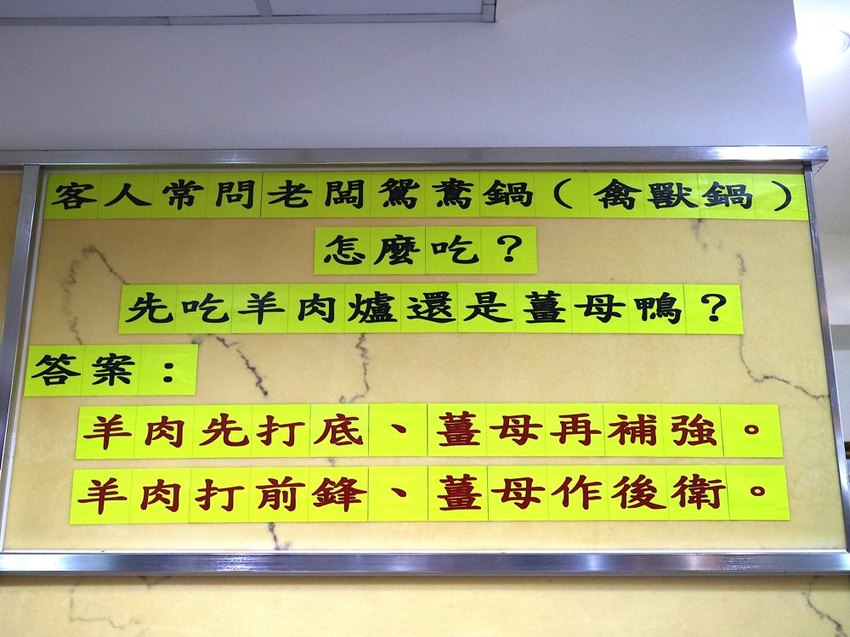 客人常問老闆鴛鴦鍋（禽獸鍋）
怎麼吃？
先吃羊肉爐還是薑母鴨？
答案：
羊肉先打底、薑母再補強。
羊肉打前鋒、薑母作後衛。